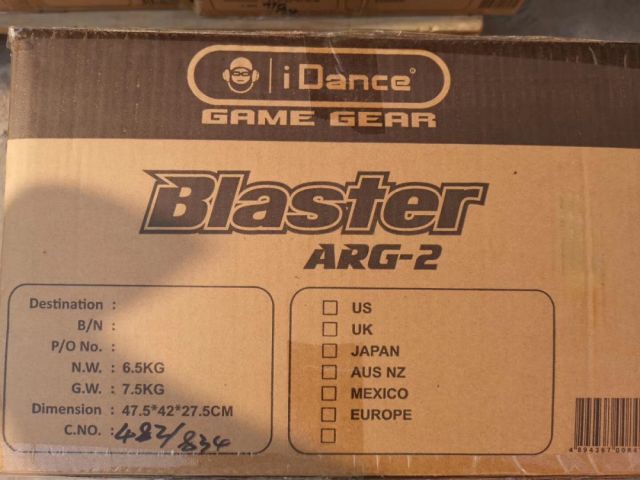 i Dance
GAME GEAR
Blaster
ARG-2
Destination :
B/N :
P/O No. :
N.W. : 6.5KG
G.W. : 7.5KG
Dimension : 47.5*42*27.5CM
C.NO. : 482/834
US
UK
JAPAN
AUS NZ
MEXICO
EUROPE